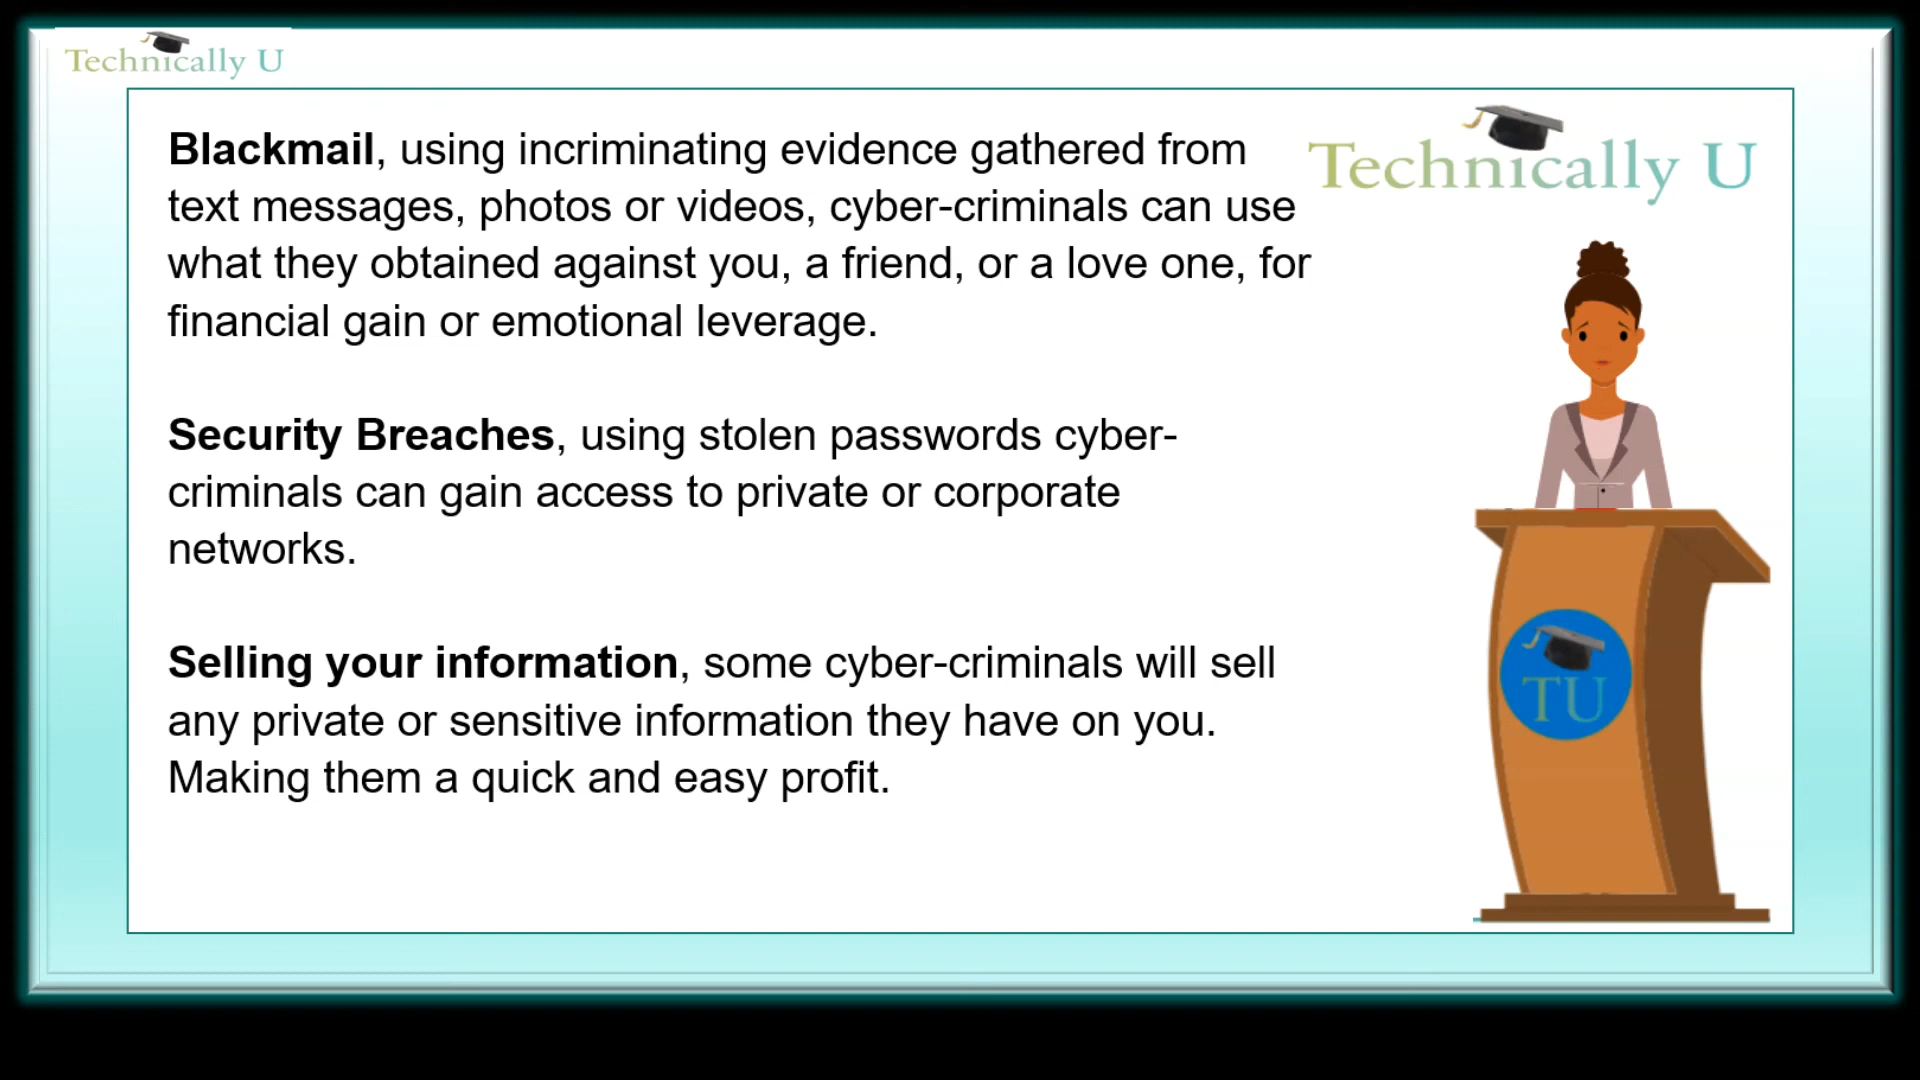 Technically U
Technically U
Blackmail, using incriminating evidence gathered from
text messages, photos or videos, cyber-criminals can use
what they obtained against you, a friend, or a love one, for
financial gain or emotional leverage.
Security Breaches, using stolen passwords cyber-
criminals can gain access to private or corporate
networks.
Selling your information, some cyber-criminals will sell
any private or sensitive information they have on you.
Making them a quick and easy profit.
TU